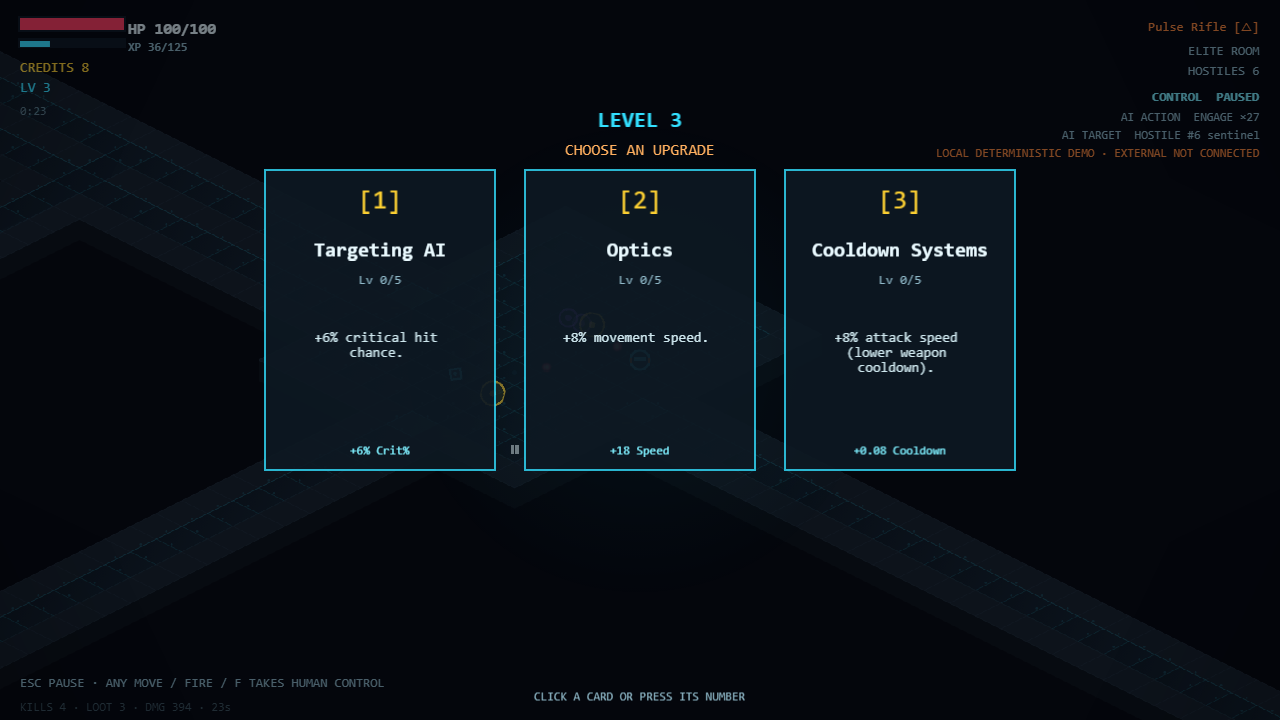 HP 100/100
XP 36/125
CREDITS 8
LV 3
0:23
Pulse Rifle [△]
ELITE ROOM
HOSTILES 6
CONTROL PAUSED
AI ACTION ENGAGE ×27
AI TARGET HOSTILE #6 sentinel
LOCAL DETERMINISTIC DEMO · EXTERNAL NOT CONNECTED
LEVEL 3
CHOOSE AN UPGRADE
[1]
Targeting AI
Lv 0/5
+6% critical hit
chance.
+6% Crit%
[2]
Optics
Lv 0/5
+8% movement speed.
+18 Speed
[3]
Cooldown Systems
Lv 0/5
+8% attack speed
(lower weapon
cooldown).
+0.08 Cooldown
ESC PAUSE · ANY MOVE / FIRE / F TAKES HUMAN CONTROL
KILLS 4 · LOOT 3 · DMG 394 · 23s
CLICK A CARD OR PRESS ITS NUMBER